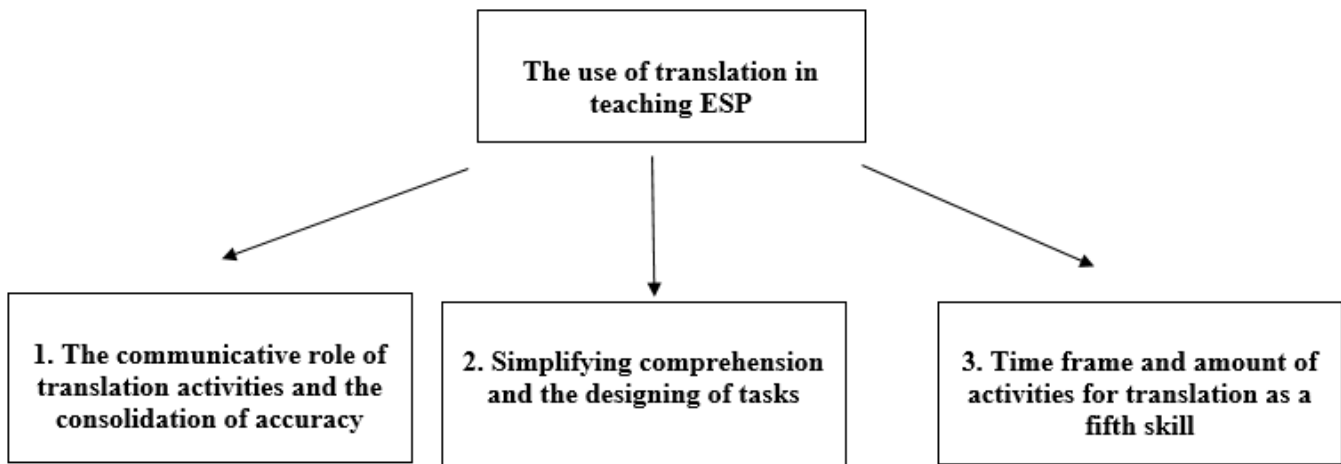 The use of translation in
teaching ESP
1. The communicative role of
translation activities and the
consolidation of accuracy
2. Simplifying comprehension
and the designing of tasks
3. Time frame and amount of
activities for translation as a
fifth skill